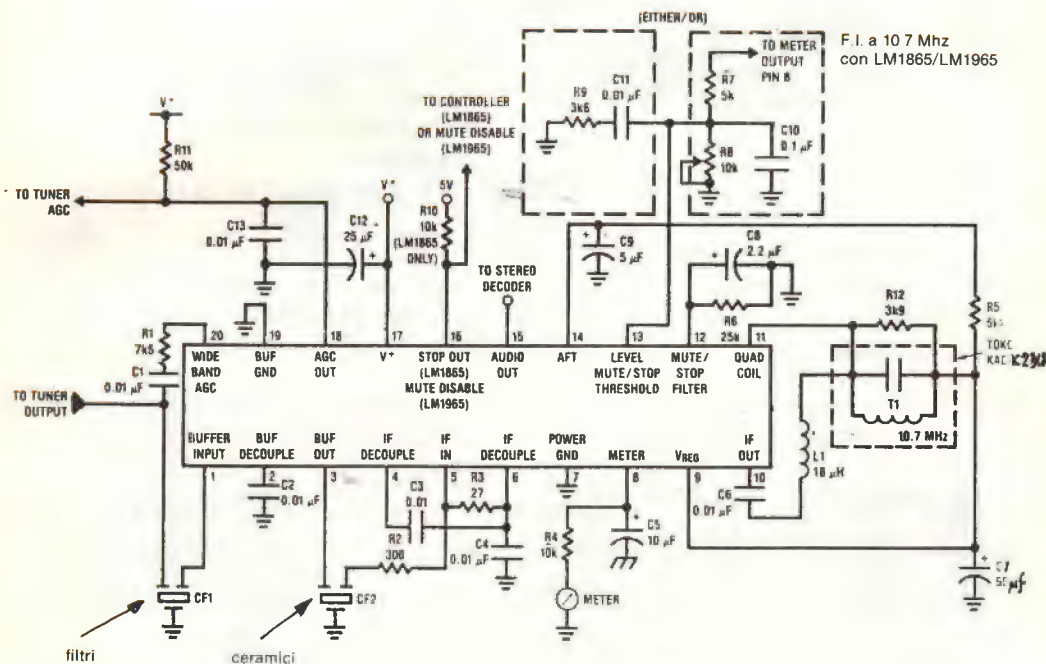 (EITHER/OR)
F.I. a 10 7 Mhz
con LM1865/LM1965
TO METER
OUTPUT
PIN 8
R7
5k
C11
0.01 µF
R9
3k6
C10
0.1 µF
R8
10k
V+
R11
50k
TO TUNER
AGC
TO CONTROLLER
(LM1865)
OR MUTE DISABLE
(LM1965)
V+
5V
R10
10k
(LM1865
ONLY)
C13
0.01 µF
C12
25 µF
+
TO STEREO
DECODER
C9
5 µF
+
C8
2.2 µF
+
R6
25k
R12
3k9
R5
TOKO
T1
10.7 MHz
L1
18 µH
R1
7k5
C1
0.01 µF
TO TUNER
OUTPUT
20 19 18 17 16 15 14 13 12 11
WIDE
BAND
AGC
BUF
GND
AGC
OUT
V+
STOP OUT
(LM1865)
MUTE DISABLE
(LM1965)
AUDIO
OUT
AFT
LEVEL
MUTE/STOP
THRESHOLD
MUTE/
STOP
FILTER
QUAD
COIL
BUFFER
INPUT
BUF
DECOUPLE
BUF
OUT
IF
DECOUPLE
IF
IN
IF
DECOUPLE
POWER
GND
METER
VREG
IF
OUT
1 2 3 4 5 6 7 8 9 10
C2
0.01 µF
C3
0.01
R3
27
R2
C4
0.01 µF
R4
10k
C5
10 µF
+
C6
0.01 µF
C7
+
METER
CF1
CF2
filtri
ceramici